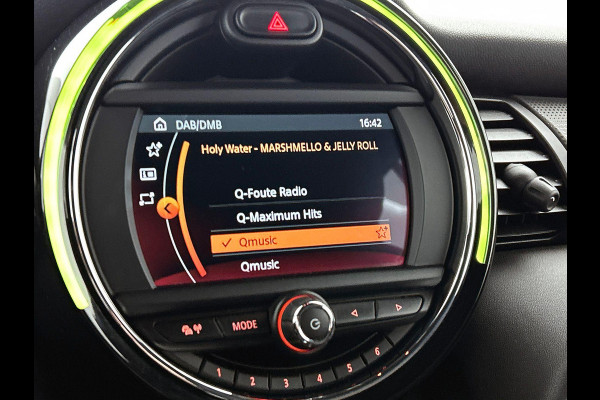 DAB/DMB 16:42
Holy Water - MARSHMELLO & JELLY ROLL
Q-Foute Radio
Q-Maximum Hits
Qmusic
Qmusic
MODE
1 2 3 4 5 6